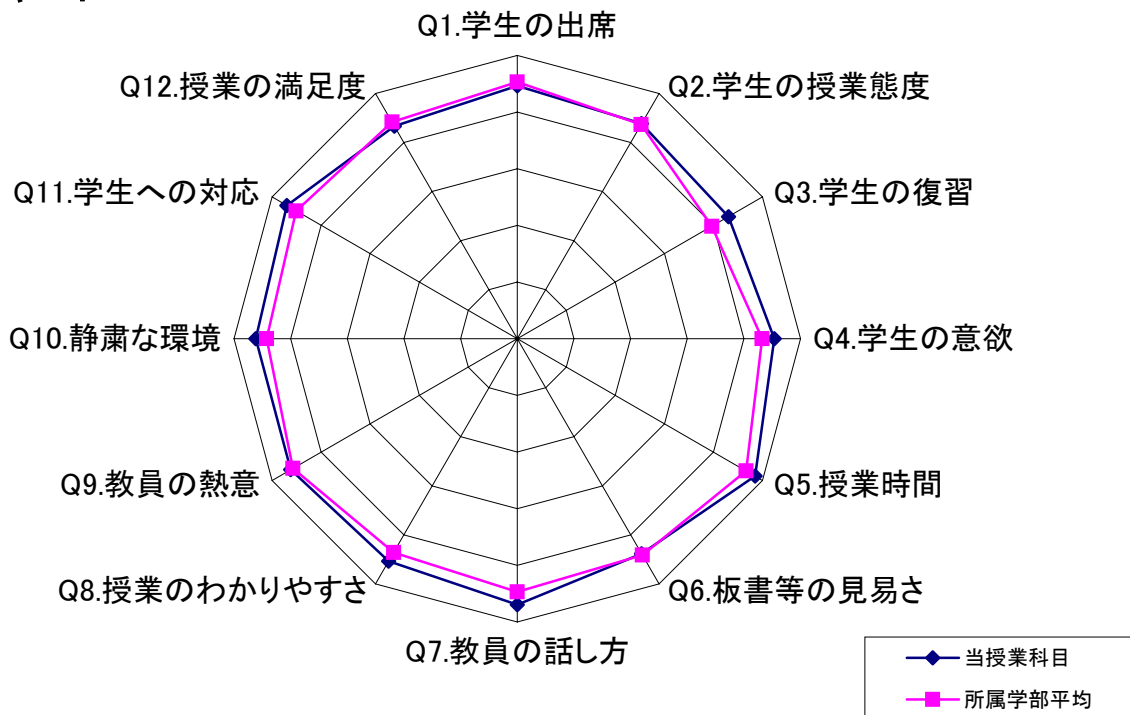 Q1.学生の出席
Q2.学生の授業態度
Q3.学生の復習
Q4.学生の意欲
Q5.授業時間
Q6.板書等の見易さ
Q7.教員の話し方
Q8.授業のわかりやすさ
Q9.教員の熱意
Q10.静粛な環境
Q11.学生への対応
Q12.授業の満足度
当授業科目
所属学部平均